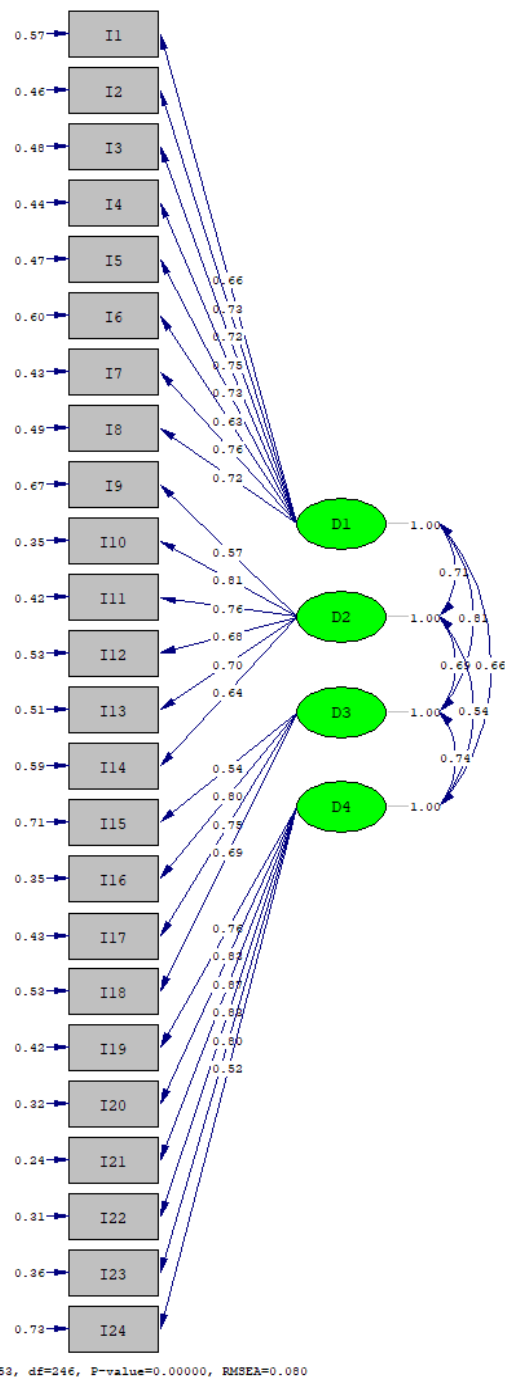 0.57 I1
0.46 I2
0.48 I3
0.44 I4
0.47 I5
0.66
0.60 I6
0.73
0.72
0.43 I7
0.75
0.73
0.63
0.49 I8
0.76
0.72
0.67 I9
D1 1.00
0.35 I10
0.57
0.71
0.81
0.42 I11
0.76
D2 1.00 0.81
0.53 I12
0.68
0.70
0.69 0.66
0.64
0.51 I13
D3 1.00 0.54
0.59 I14
0.54
0.74
0.80
D4 1.00
0.71 I15
0.75
0.69
0.35 I16
0.43 I17
0.76
0.83
0.53 I18
0.87
0.83
0.42 I19
0.80
0.52
0.32 I20
0.24 I21
0.31 I22
0.36 I23
0.73 I24
53, df=246, P-value=0.00000, RMSEA=0.080